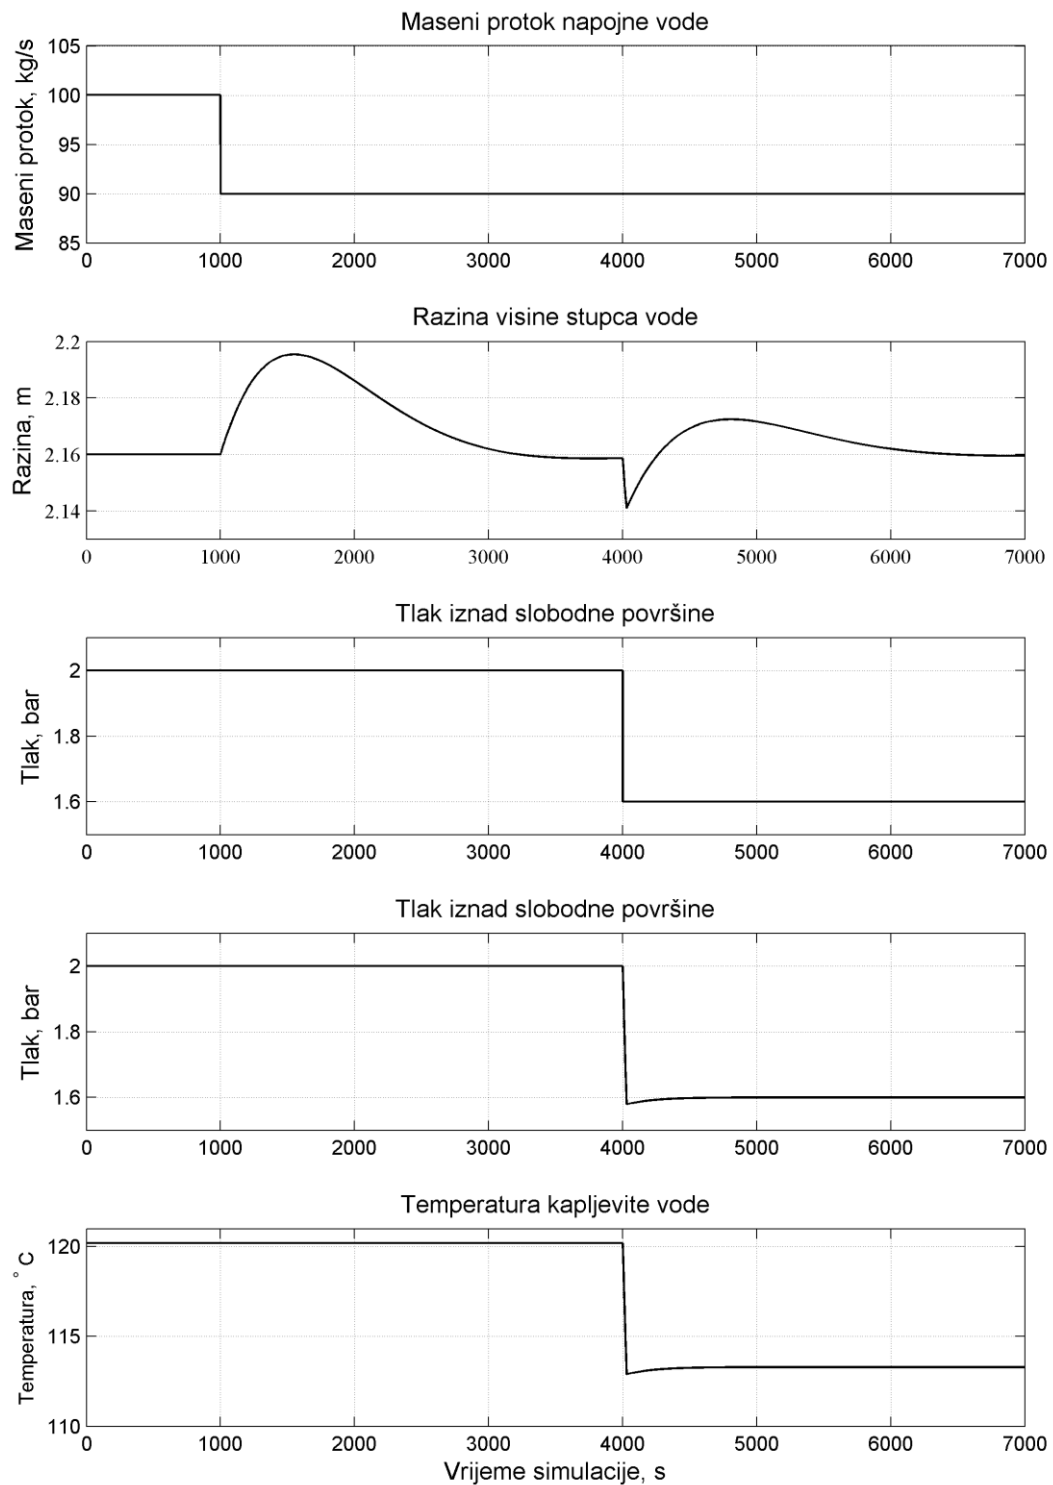 Maseni protok napojne vode
Maseni protok, kg/s
105
100
95
90
85
0 1000 2000 3000 4000 5000 6000 7000
Razina visine stupca vode
Razina, m
2.2
2.18
2.16
2.14
0 1000 2000 3000 4000 5000 6000 7000
Tlak iznad slobodne površine
Tlak, bar
2
1.8
1.6
0 1000 2000 3000 4000 5000 6000 7000
Tlak iznad slobodne površine
Tlak, bar
2
1.8
1.6
0 1000 2000 3000 4000 5000 6000 7000
Temperatura kapljevite vode
Temperatura, ° C
120
115
110
0 1000 2000 3000 4000 5000 6000 7000
Vrijeme simulacije, s